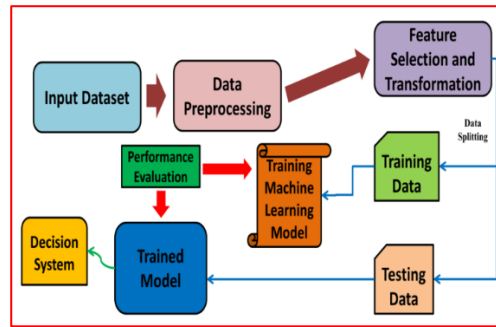 Input Dataset
Data
Preprocessing
Feature
Selection and
Transformation
Data
Splitting
Performance
Evaluation
Training
Machine
Learning
Model
Training
Data
Decision
System
Trained
Model
Testing
Data